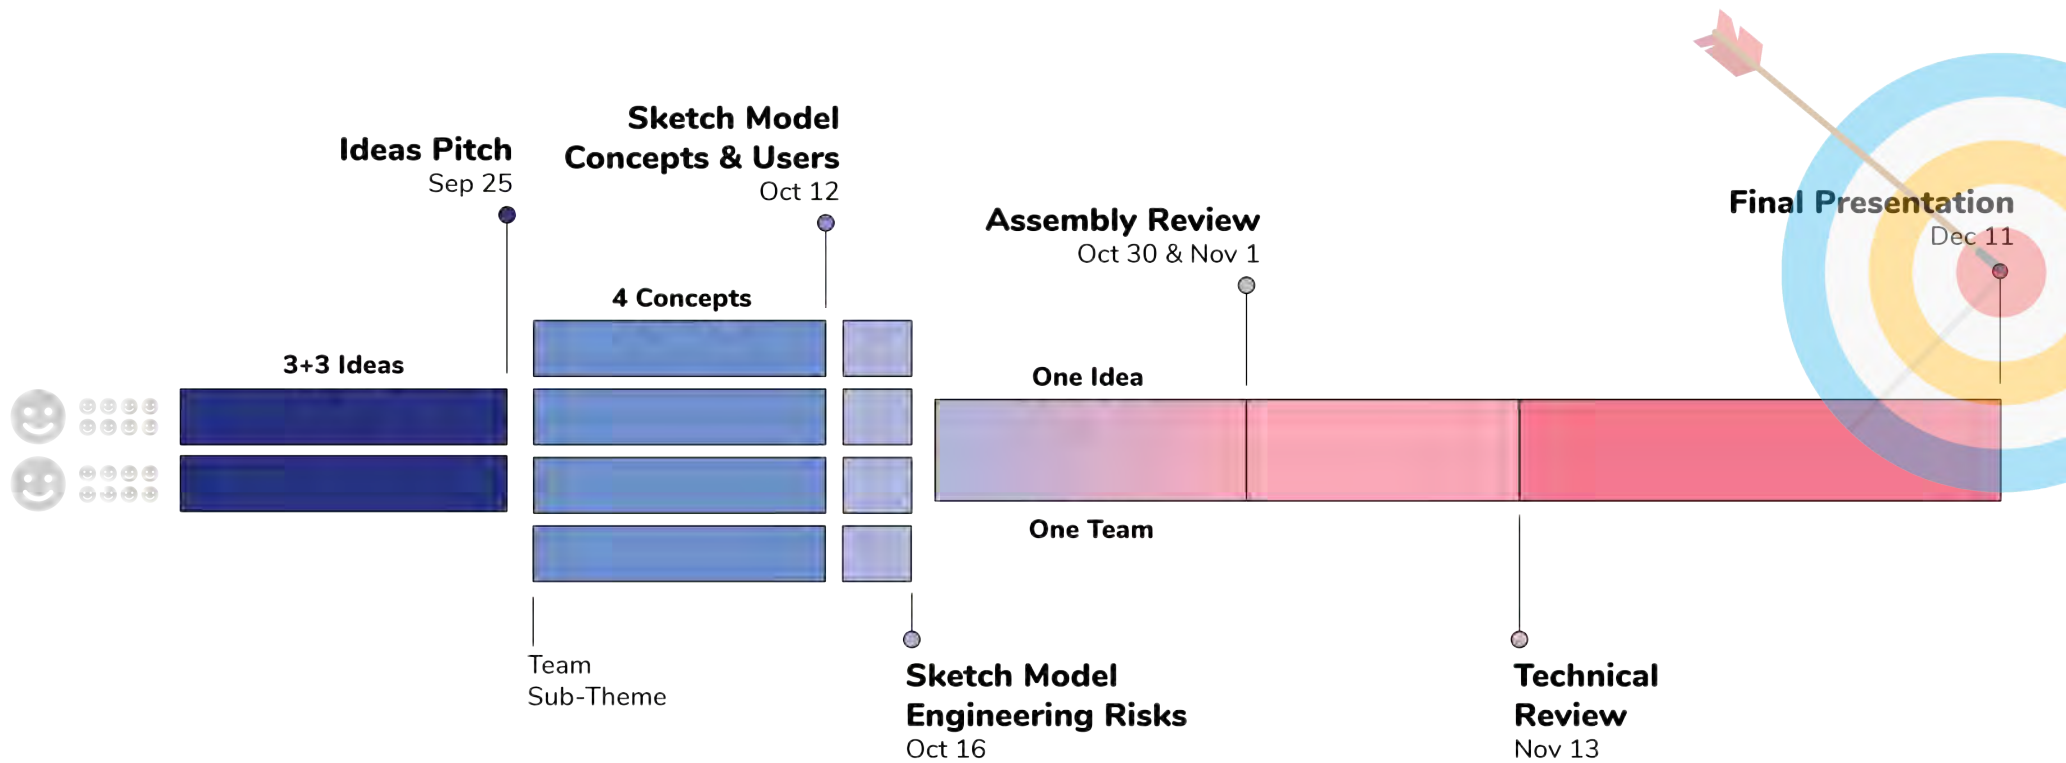 Ideas Pitch
Sep 25
Sketch Model
Concepts & Users
Oct 12
Assembly Review
Oct 30 & Nov 1
Final Presentation
Dec 11
3+3 Ideas
4 Concepts
One Idea
One Team
Team
Sub-Theme
Sketch Model
Engineering Risks
Oct 16
Technical
Review
Nov 13